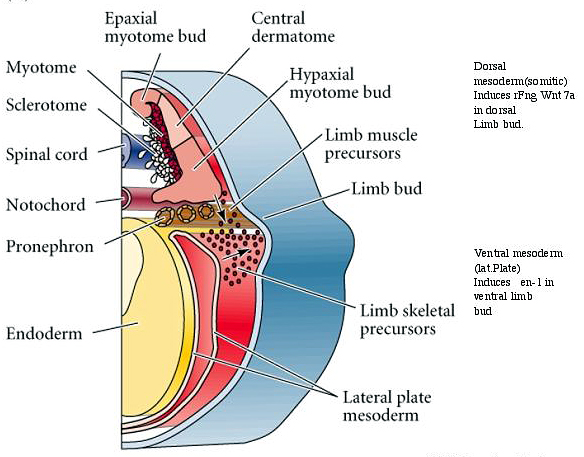 Epaxial
myotome bud
Central
dermatome
Myotome
Hypaxial
myotome bud
Sclerotome
Limb muscle
precursors
Spinal cord
Limb bud
Notochord
Pronephron
Limb skeletal
precursors
Endoderm
Lateral plate
mesoderm
Dorsal
mesoderm(somitic)
Induces rFng Wnt 7a
in dorsal
Limb bud.
Ventral mesoderm
(lat.Plate)
Induces en-1 in
ventral limb
bud